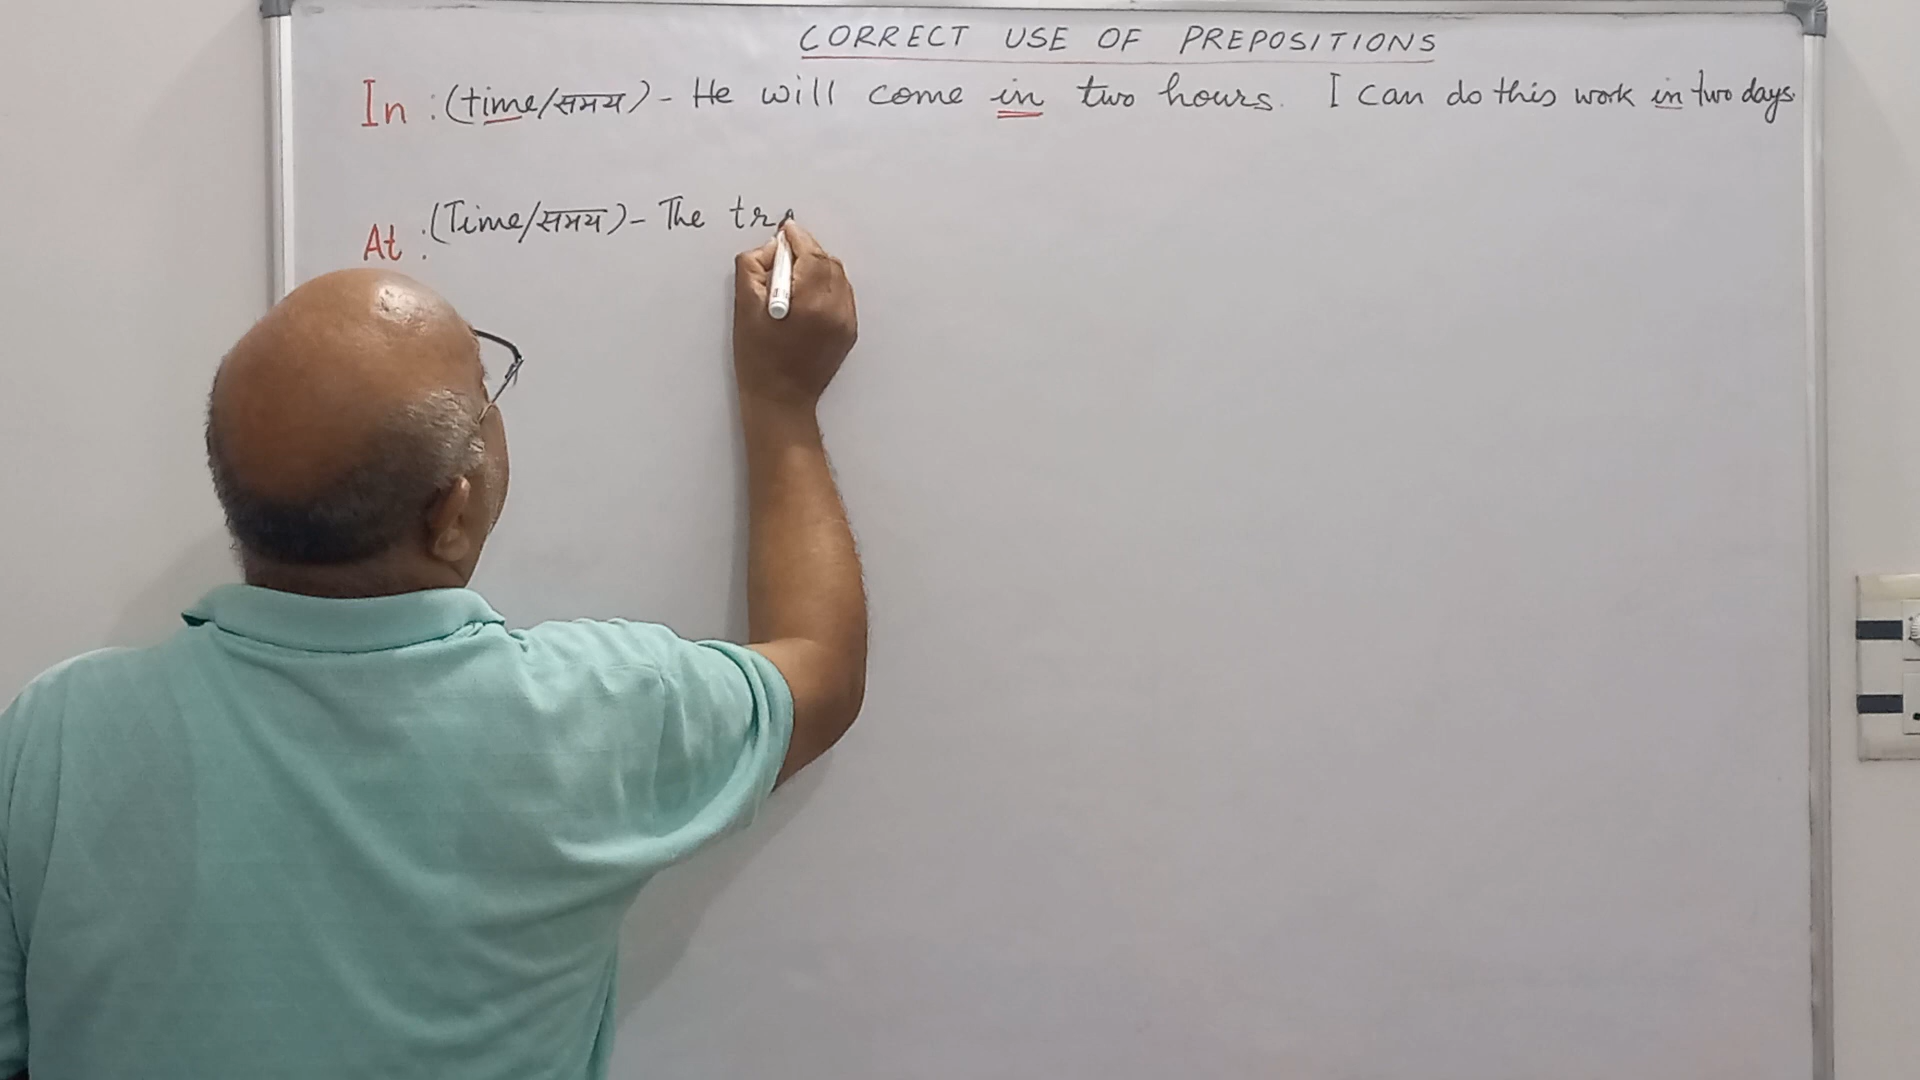 CORRECT USE OF PREPOSITIONS
In : (time/समय) - He will come in two hours. I can do this work in two days.
At : (Time/समय) - The tra